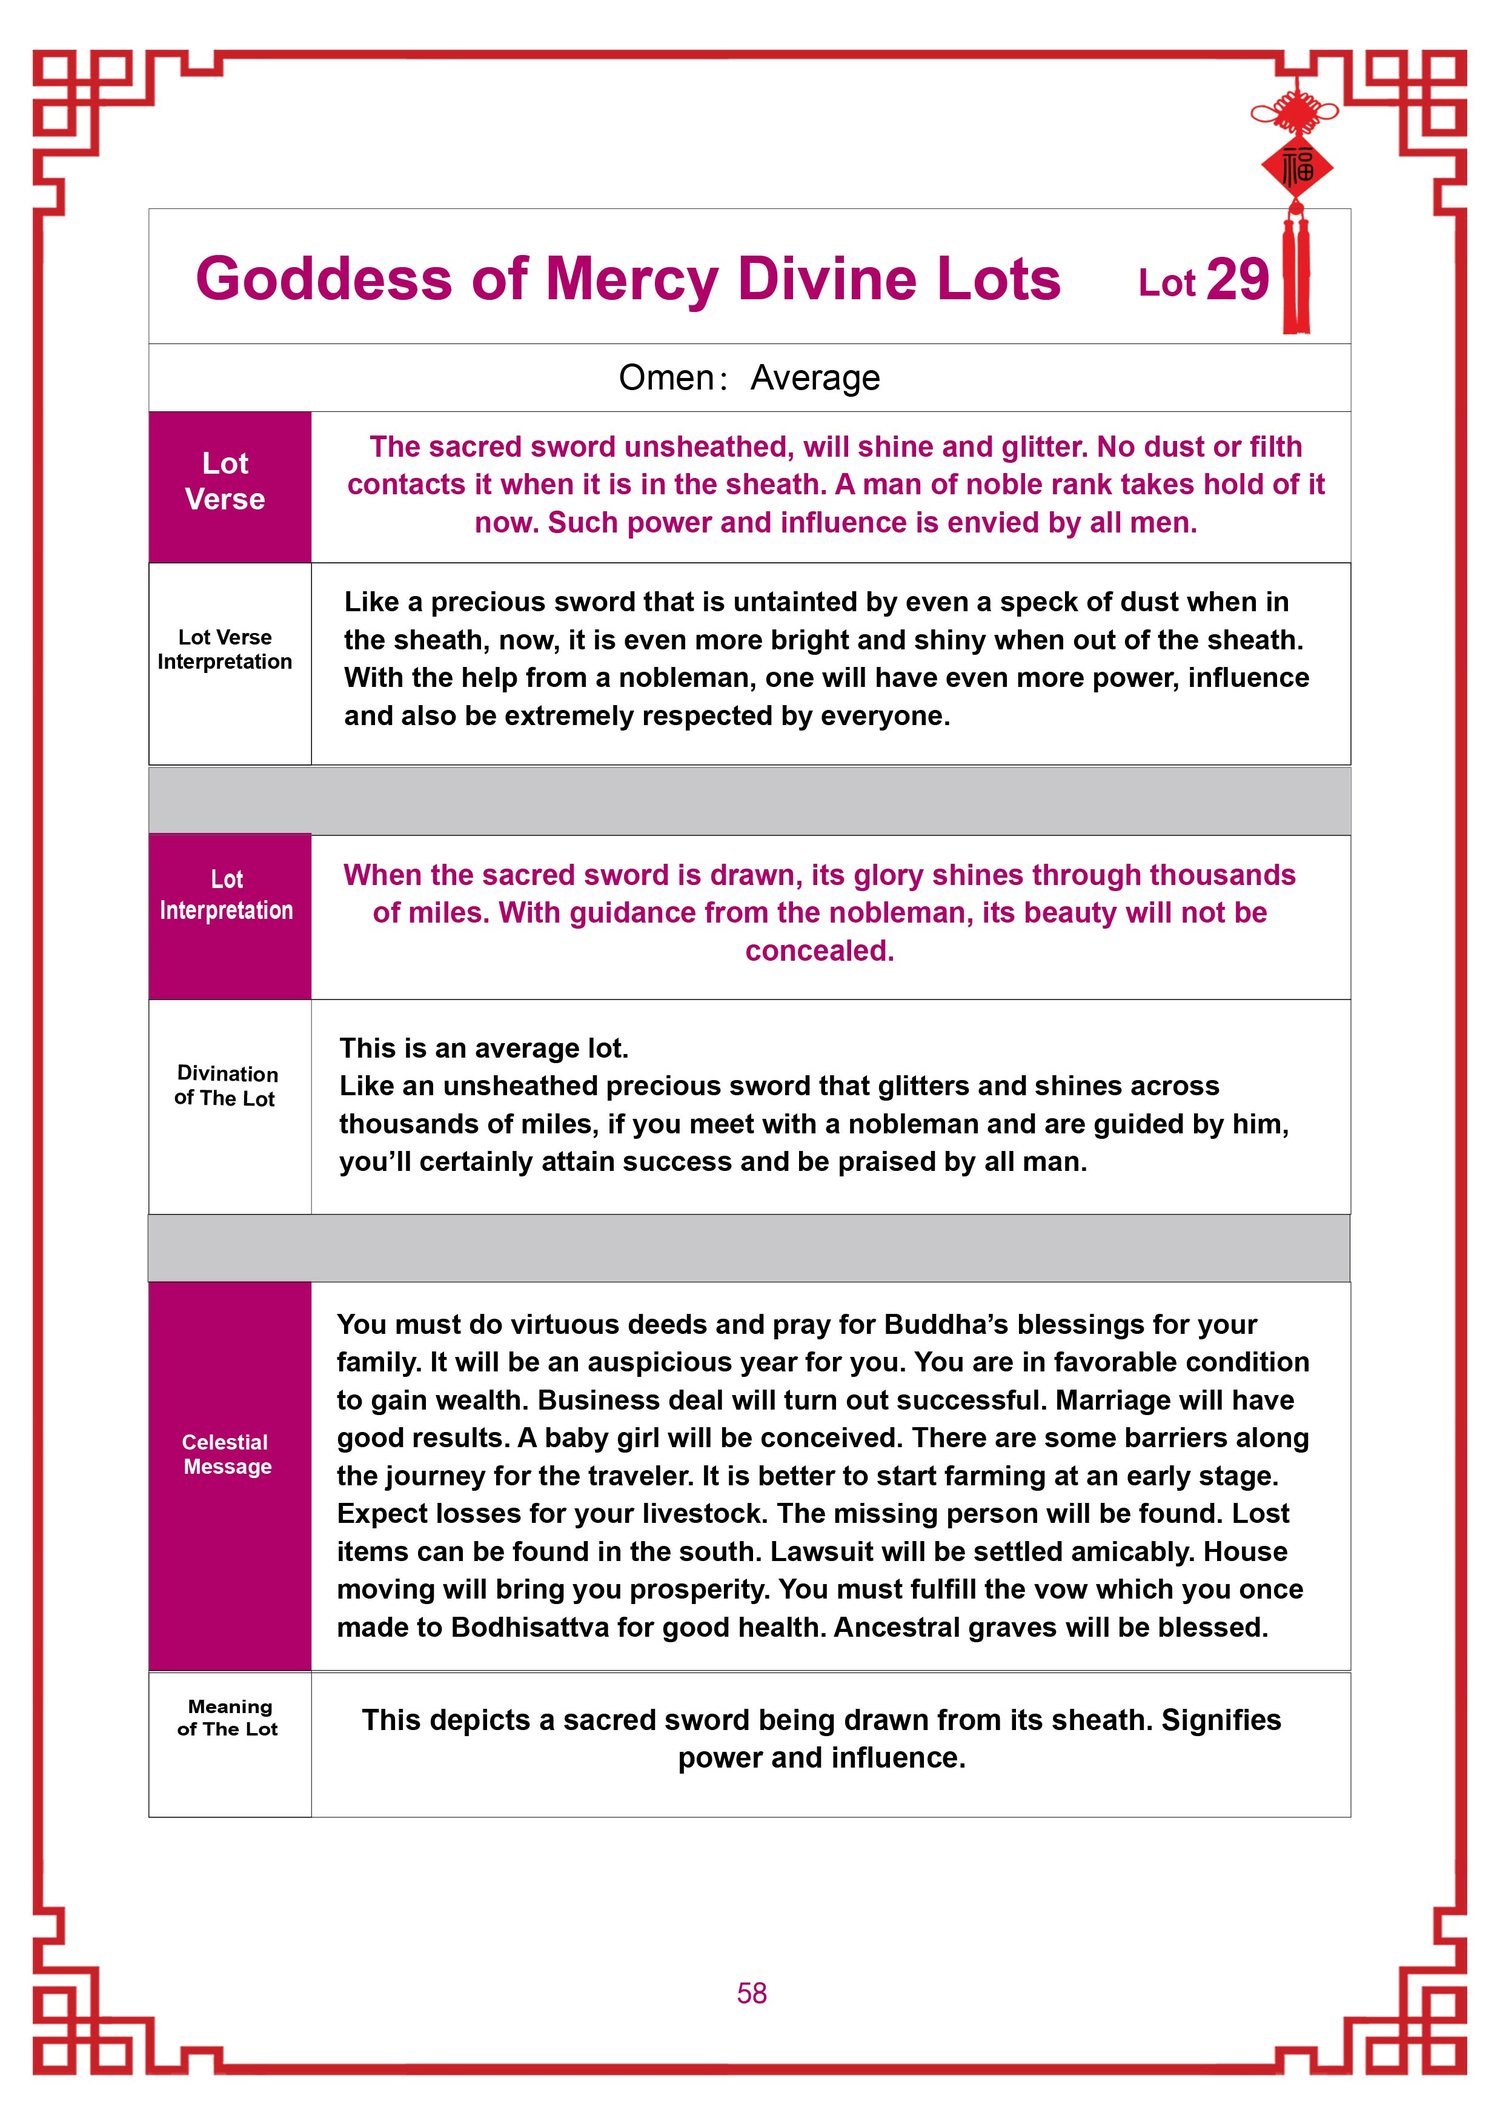 福
Goddess of Mercy Divine Lots Lot 29
Omen： Average
Lot
Verse
The sacred sword unsheathed, will shine and glitter. No dust or filth
contacts it when it is in the sheath. A man of noble rank takes hold of it
now. Such power and influence is envied by all men.
Lot Verse
Interpretation
Like a precious sword that is untainted by even a speck of dust when in
the sheath, now, it is even more bright and shiny when out of the sheath.
With the help from a nobleman, one will have even more power, influence
and also be extremely respected by everyone.
Lot
Interpretation
When the sacred sword is drawn, its glory shines through thousands
of miles. With guidance from the nobleman, its beauty will not be
concealed.
Divination
of The Lot
This is an average lot.
Like an unsheathed precious sword that glitters and shines across
thousands of miles, if you meet with a nobleman and are guided by him,
you’ll certainly attain success and be praised by all man.
Celestial
Message
You must do virtuous deeds and pray for Buddha’s blessings for your
family. It will be an auspicious year for you. You are in favorable condition
to gain wealth. Business deal will turn out successful. Marriage will have
good results. A baby girl will be conceived. There are some barriers along
the journey for the traveler. It is better to start farming at an early stage.
Expect losses for your livestock. The missing person will be found. Lost
items can be found in the south. Lawsuit will be settled amicably. House
moving will bring you prosperity. You must fulfill the vow which you once
made to Bodhisattva for good health. Ancestral graves will be blessed.
Meaning
of The Lot
This depicts a sacred sword being drawn from its sheath. Signifies
power and influence.
58